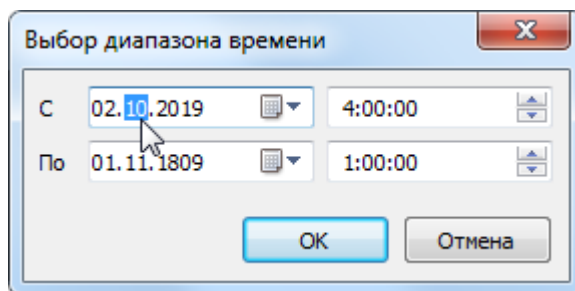 Выбор диапазона времени
С 02.10.2019 4:00:00
По 01.11.1809 1:00:00
OK Отмена